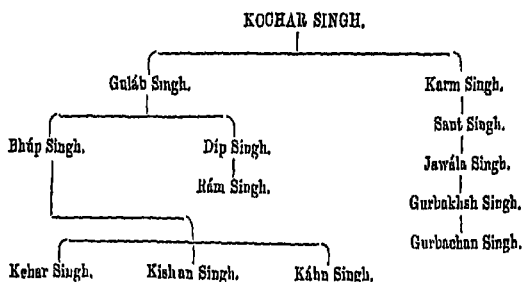 KOCHAR SINGH.
Guláb Singh. Karm Singh.
Sant Singh.
Bhúp Singh. Díp Singh.
Jawála Singh.
Rám Singh.
Gurbakhsh Singh.
Gurbachan Singh.
Kehar Singh. Kishan Singh. Káhn Singh.